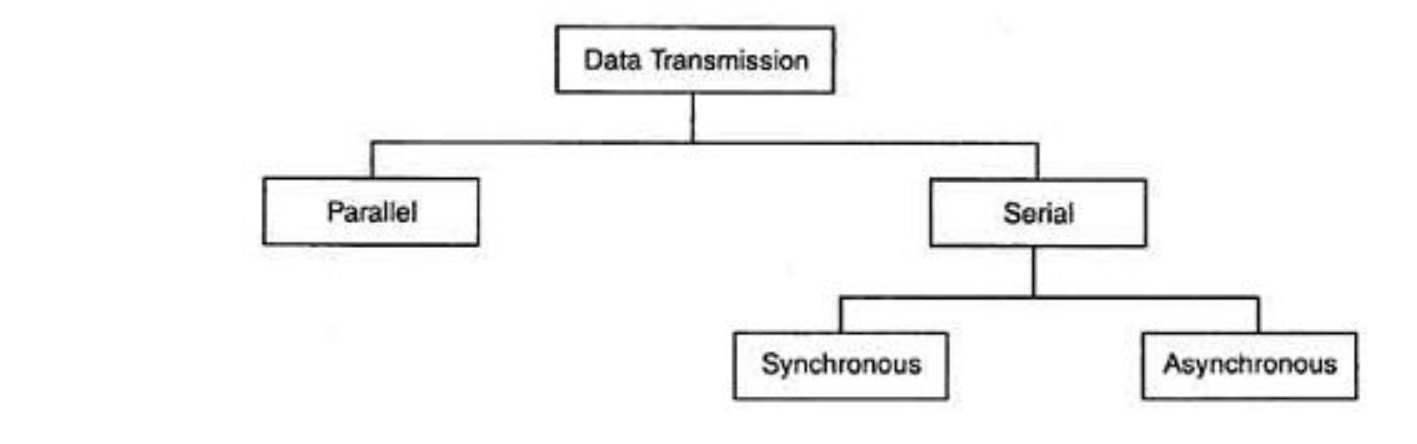 Data Transmission
Parallel
Serial
Synchronous
Asynchronous